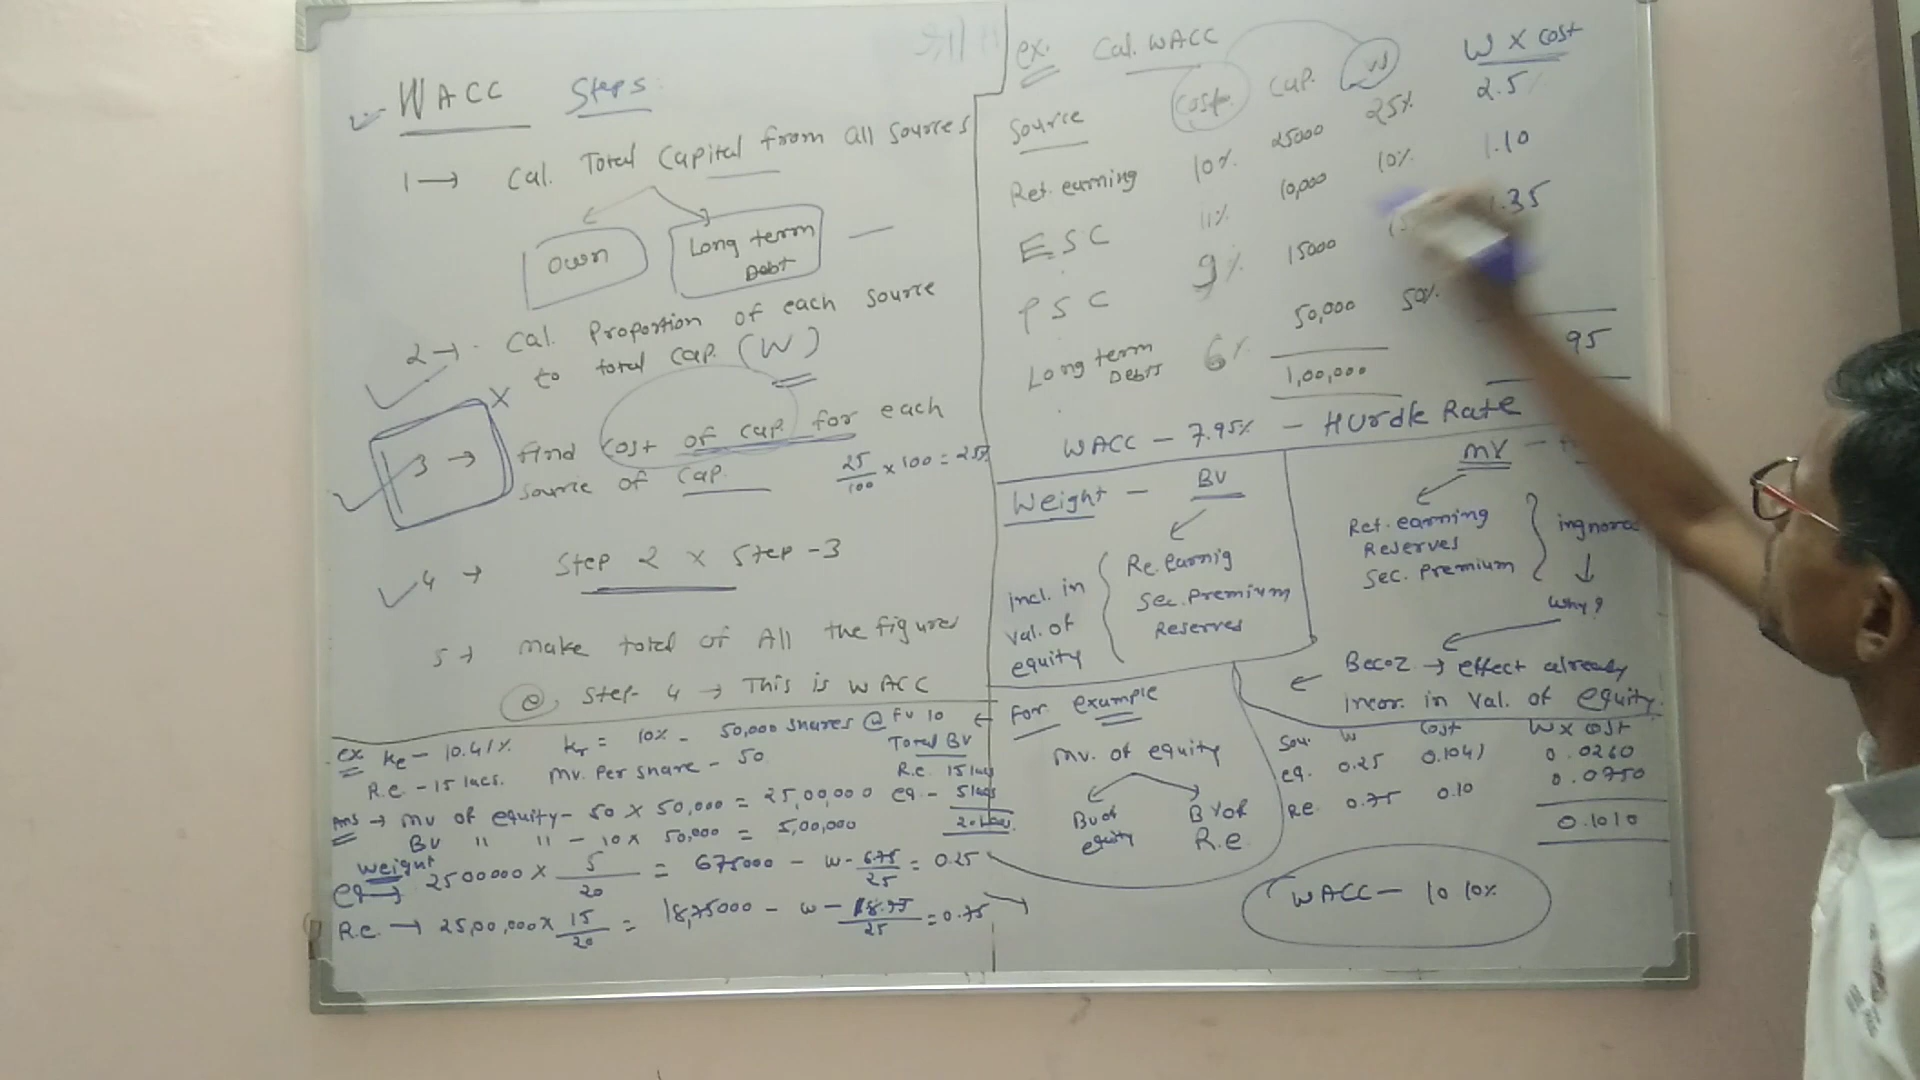 WACC Steps
1 → Cal. Total Capital from all sources
Own
Long term
Debt
2 → Cal. Proportion of each source
to total cap. (W)
3 → find cost of cap. for each
source of cap.
25/100 × 100 = 25%
4 → Step 2 × Step - 3
5 → Make total of All the figures
@ Step - 4 → This is WACC
ex. Cal. WACC
Source Cost Cap. W W × Cost
Ret. earning 10% 25000 25% 2.5
ESC 11% 10,000 10% 1.10
PSC 9% 15000 .35
Long term
Debts 6% 50,000 50%
1,00,000 95
WACC - 7.95% - Hurdle Rate
Weight - BV
Re. Earnig
Sec. Premium
Reserves
incl. in
val. of
equity
MV
Ret. earning
Reserves
Sec. Premium
Why?
Becoz → effect already
incor. in val. of equity.
ex ke - 10.41% kr = 10% - 50,000 shares @ FV 10
R.e - 15 lacs. Mv. Per share - 50
Total BV
R.e. 15 lacs
eq. - 5 lacs
Ans → mv of equity - 50 × 50,000 = 25,00,000
BV " " - 10 × 50,000 = 5,00,000
Weight
eq → 2500000 × 5/20 = 675000 - W - 6.75/25 = 0.25
R.e. → 25,00,000 × 15/20 = 18,75000 - W - 18.75/25 = 0.75
For example
mv. of equity
BV of
equity
BV of
R.e.
Sou. W Cost W × Cost
eq. 0.25 0.1041 0.0260
Re. 0.75 0.10 0.0750
0.1010
WACC - 10 10%